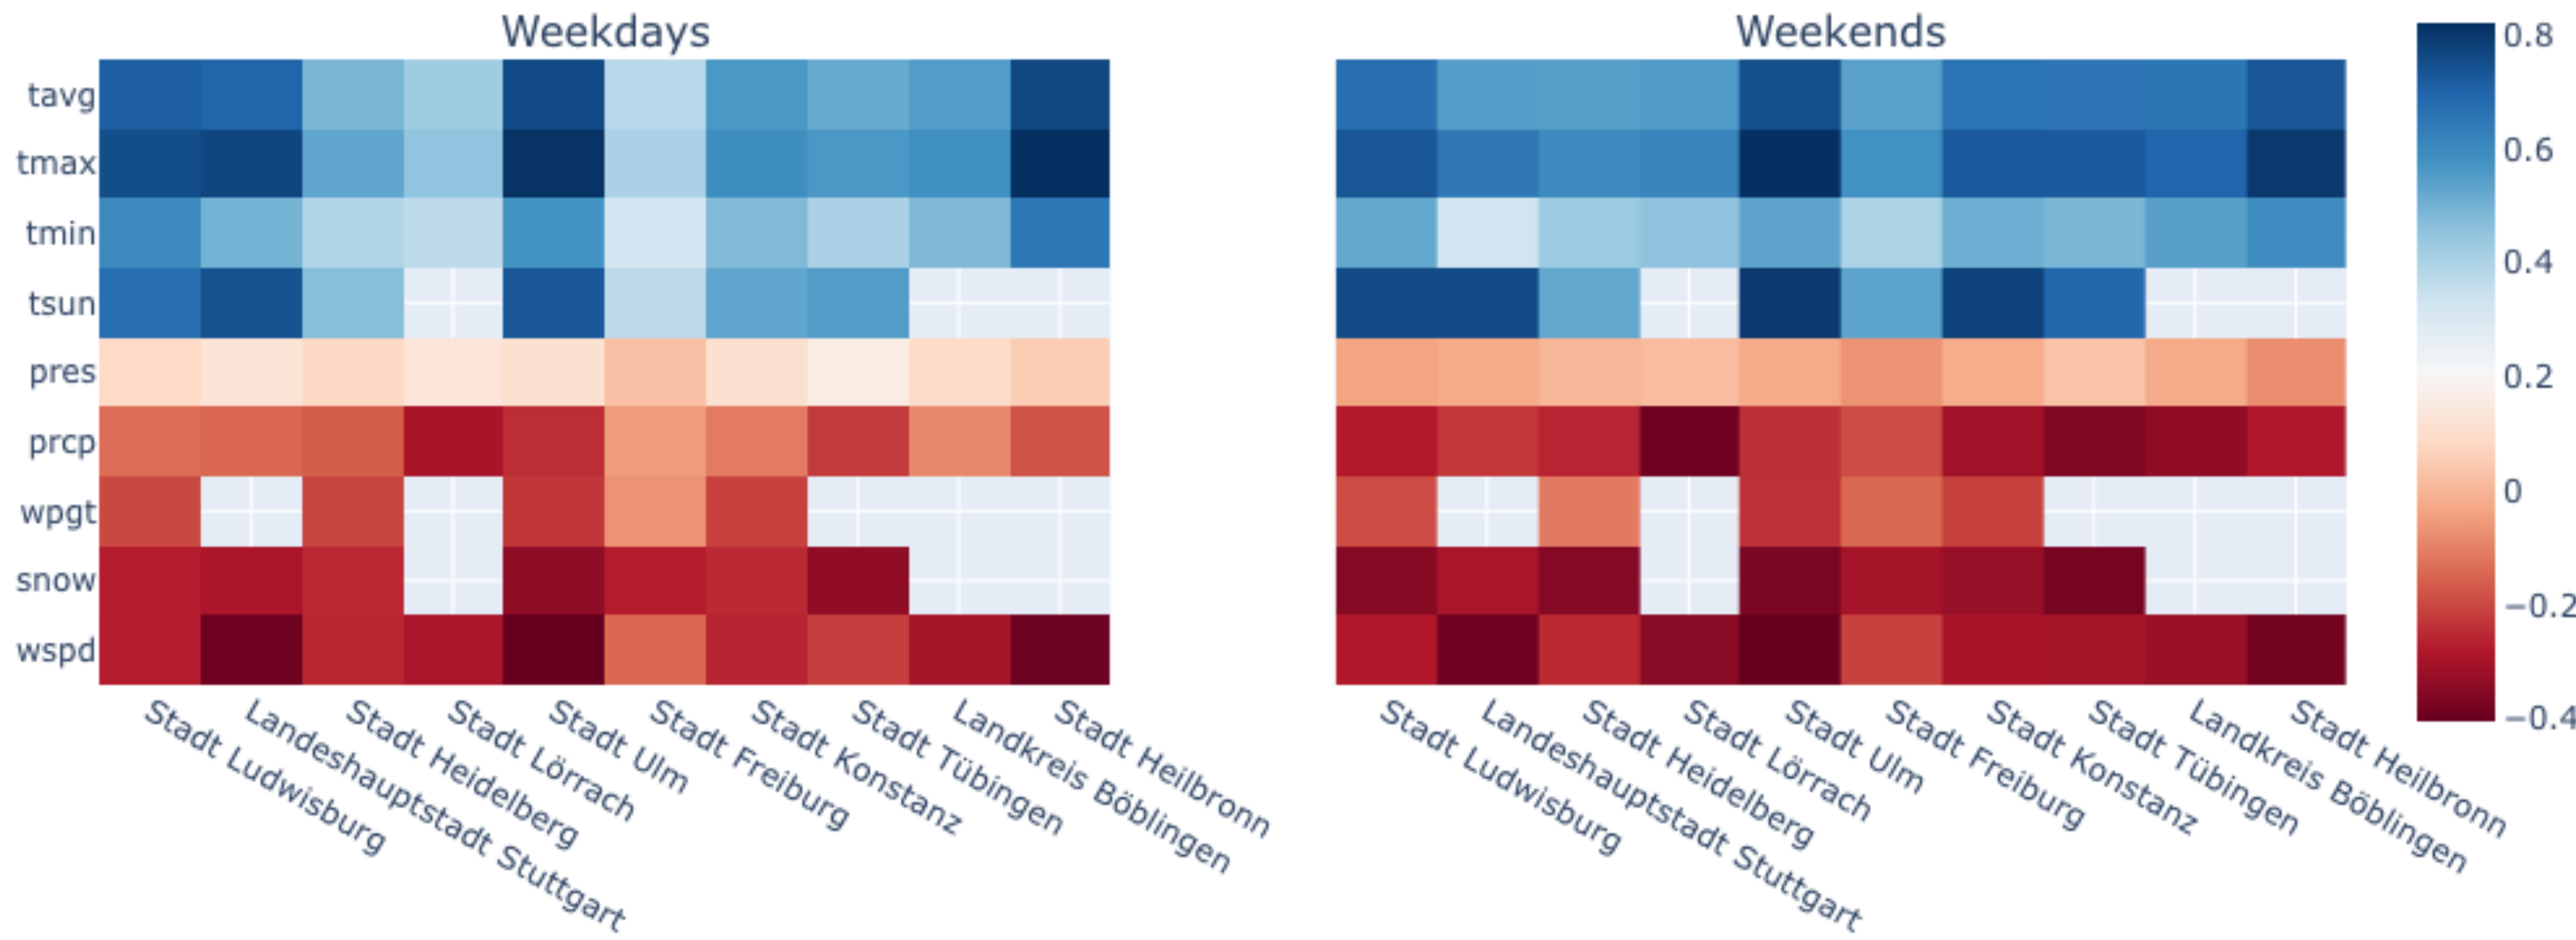 Weekdays
Weekends
tavg
tmax
tmin
tsun
pres
prcp
wpgt
snow
wspd
Stadt Ludwisburg
Landeshauptstadt Stuttgart
Stadt Heidelberg
Stadt Lörrach
Stadt Ulm
Stadt Freiburg
Stadt Konstanz
Stadt Tübingen
Landkreis Böblingen
Stadt Heilbronn
Stadt Ludwisburg
Landeshauptstadt Stuttgart
Stadt Heidelberg
Stadt Lörrach
Stadt Ulm
Stadt Freiburg
Stadt Konstanz
Stadt Tübingen
Landkreis Böblingen
Stadt Heilbronn
0.8
0.6
0.4
0.2
0
−0.2
−0.4